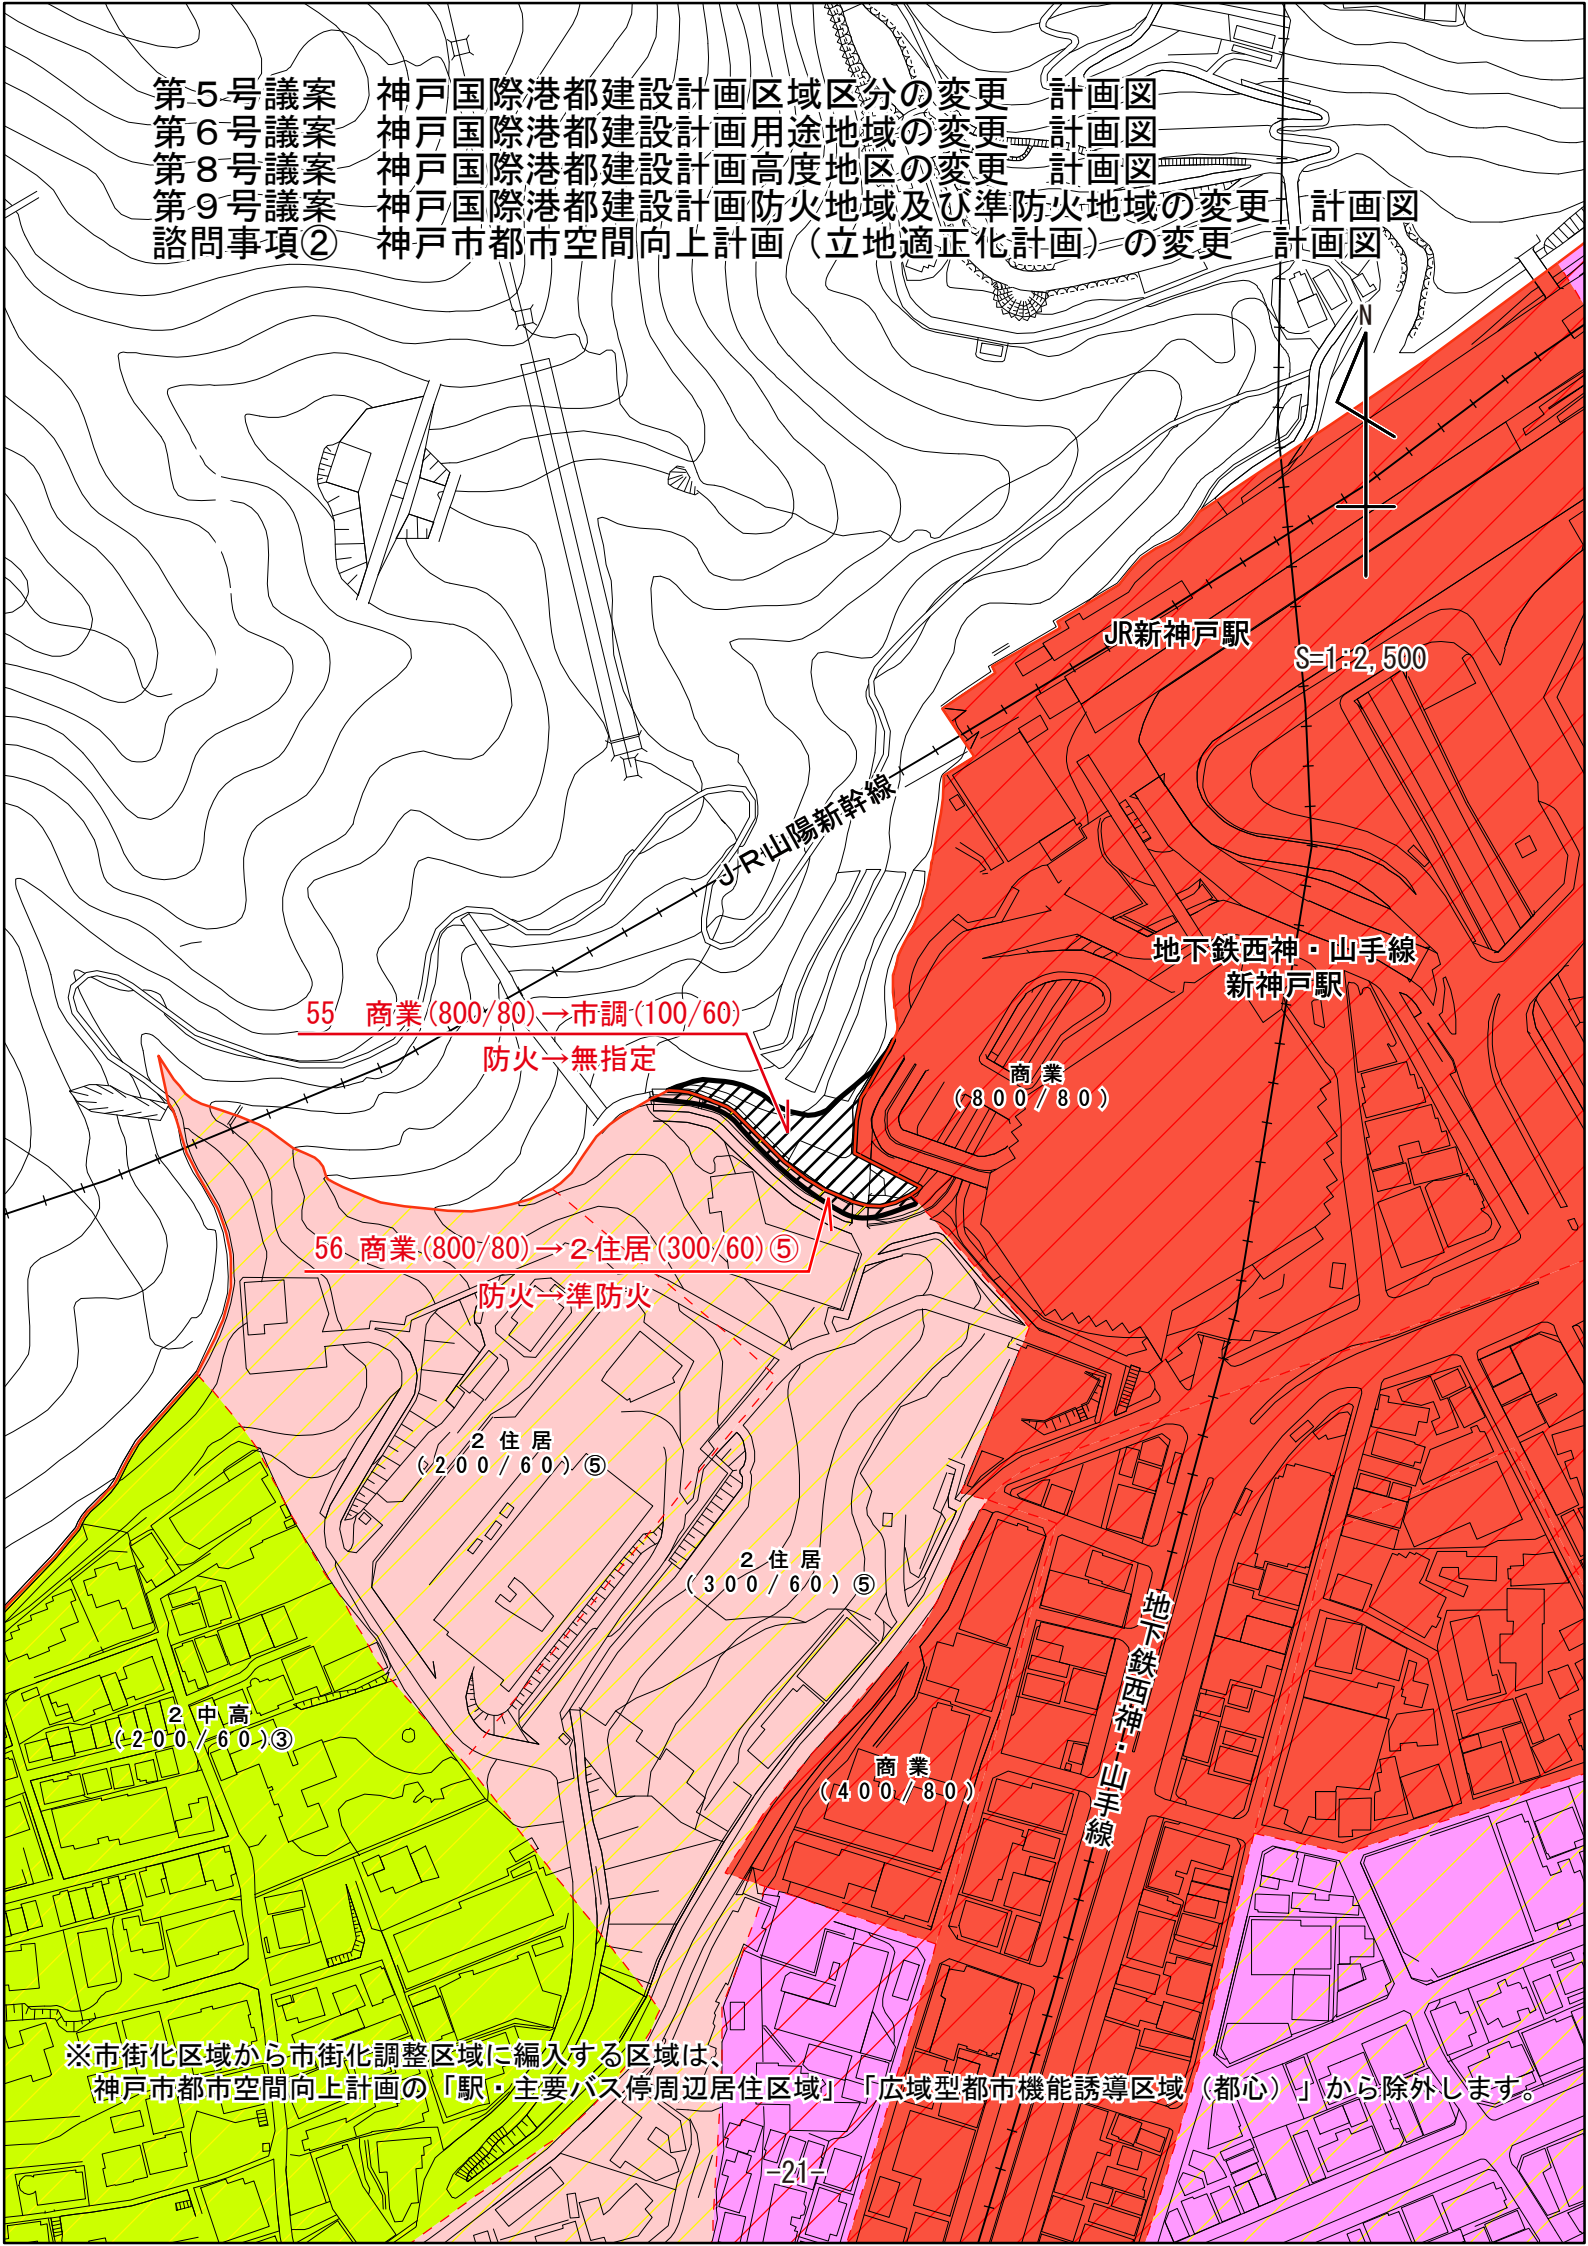 第５号議案　神戸国際港都建設計画区域区分の変更　計画図
第６号議案　神戸国際港都建設計画用途地域の変更　計画図
第８号議案　神戸国際港都建設計画高度地区の変更　計画図
第９号議案　神戸国際港都建設計画防火地域及び準防火地域の変更　計画図
諮問事項②　神戸市都市空間向上計画（立地適正化計画）の変更　計画図
N
JR新神戸駅
S=1:2,500
ＪＲ山陽新幹線
地下鉄西神・山手線
新神戸駅
55　商業(800/80)→市調(100/60)
防火→無指定
商業
(800/80)
56 商業(800/80)→２住居(300/60)⑤
防火→準防火
２住居
(200/60)⑤
２住居
(300/60)⑤
地下鉄西神・山手線
２中高
(200/60)③
商業
(400/80)
※市街化区域から市街化調整区域に編入する区域は、
神戸市都市空間向上計画の「駅・主要バス停周辺居住区域」「広域型都市機能誘導区域（都心）」から除外します。
-21-